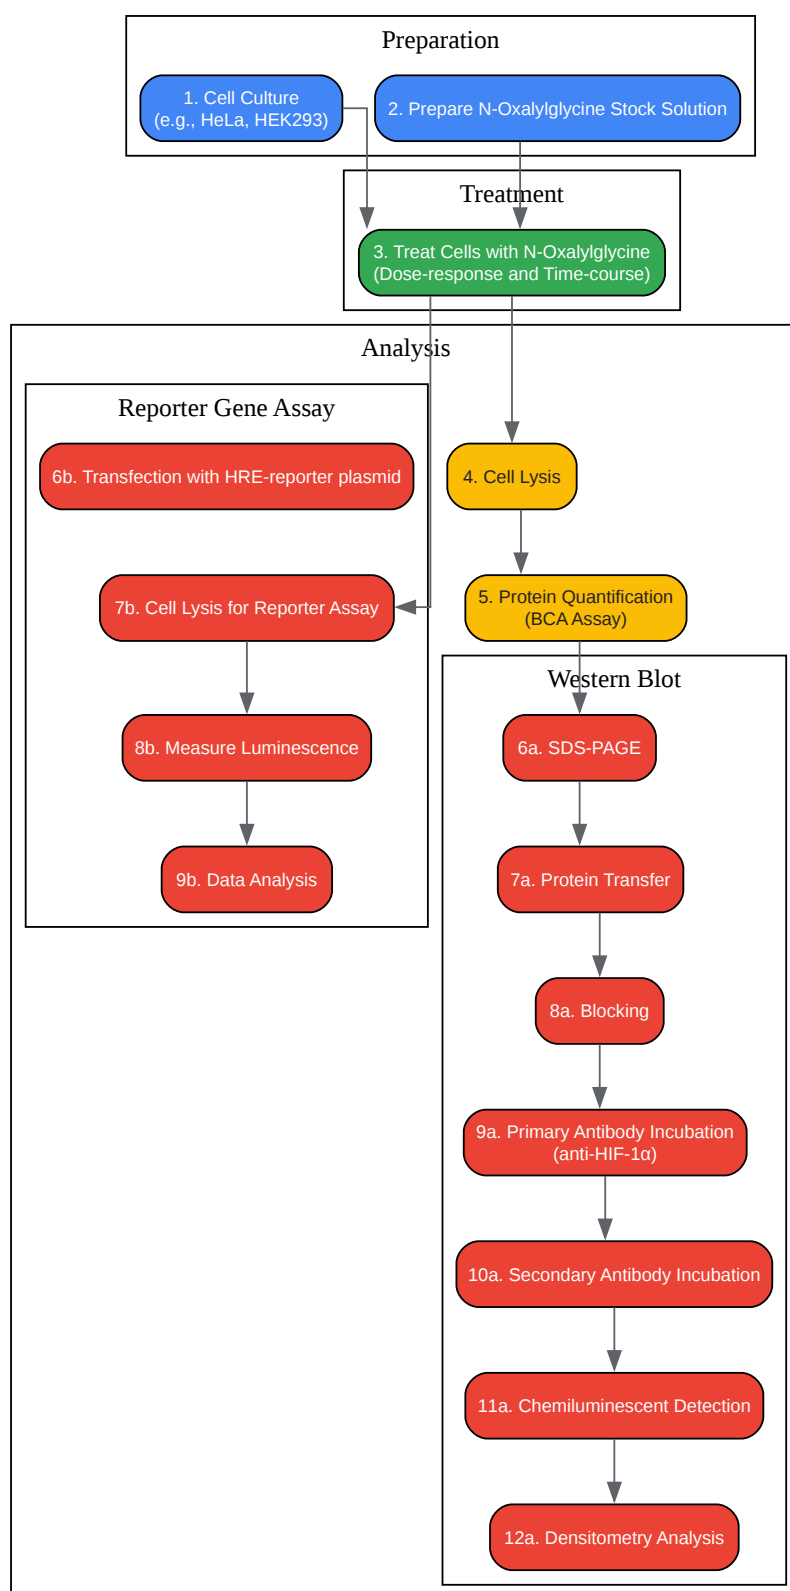 Preparation
1. Cell Culture
(e.g., HeLa, HEK293)
2. Prepare N-Oxalylglycine Stock Solution
Treatment
3. Treat Cells with N-Oxalylglycine
(Dose-response and Time-course)
Analysis
Reporter Gene Assay
6b. Transfection with HRE-reporter plasmid
7b. Cell Lysis for Reporter Assay
8b. Measure Luminescence
9b. Data Analysis
4. Cell Lysis
5. Protein Quantification
(BCA Assay)
Western Blot
6a. SDS-PAGE
7a. Protein Transfer
8a. Blocking
9a. Primary Antibody Incubation
(anti-HIF-1α)
10a. Secondary Antibody Incubation
11a. Chemiluminescent Detection
12a. Densitometry Analysis